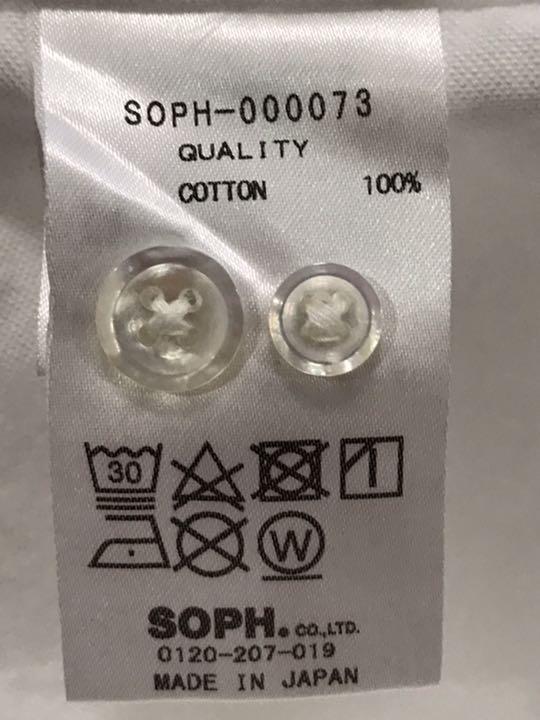 SOPH-000073
QUALITY
COTTON 100%
30
W
SOPH. CO.,LTD.
0120-207-019
MADE IN JAPAN